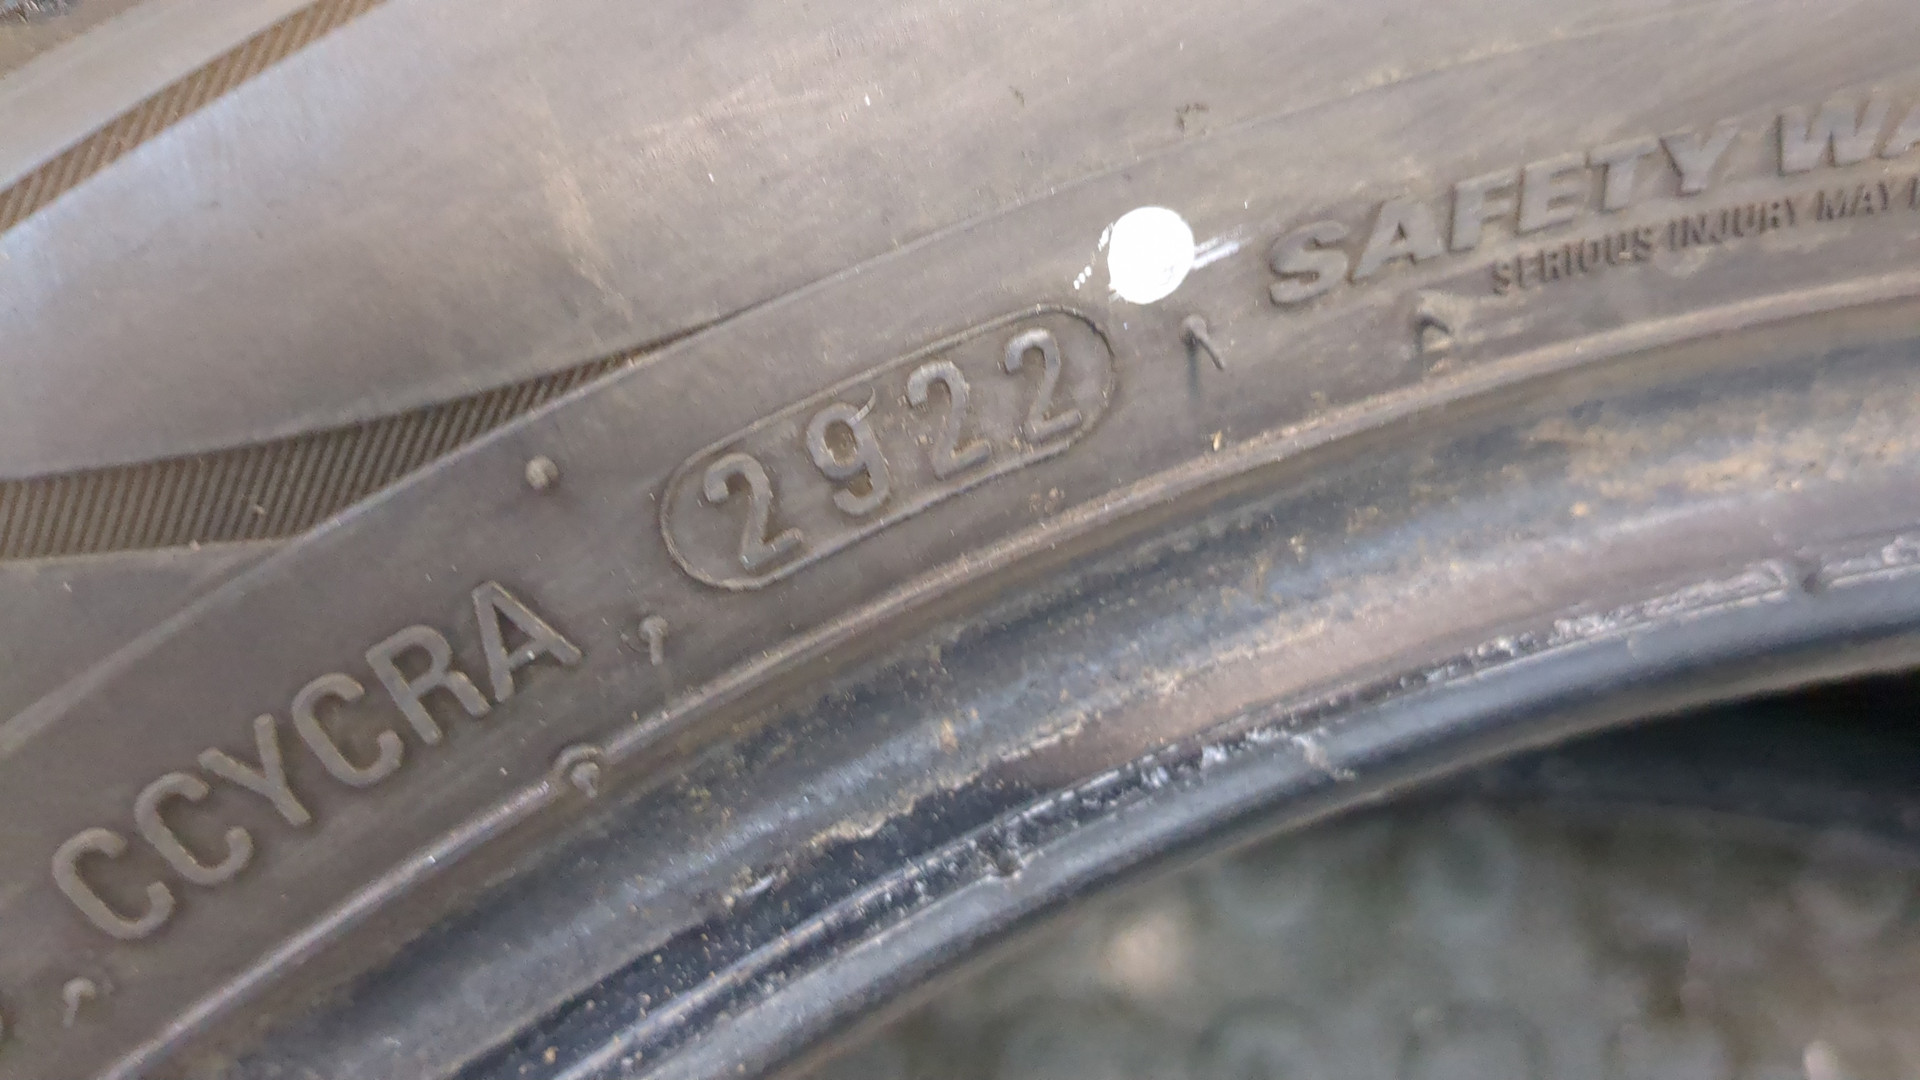 CCYCRA 2922
SAFETY WA
SERIOUS INJURY MAY